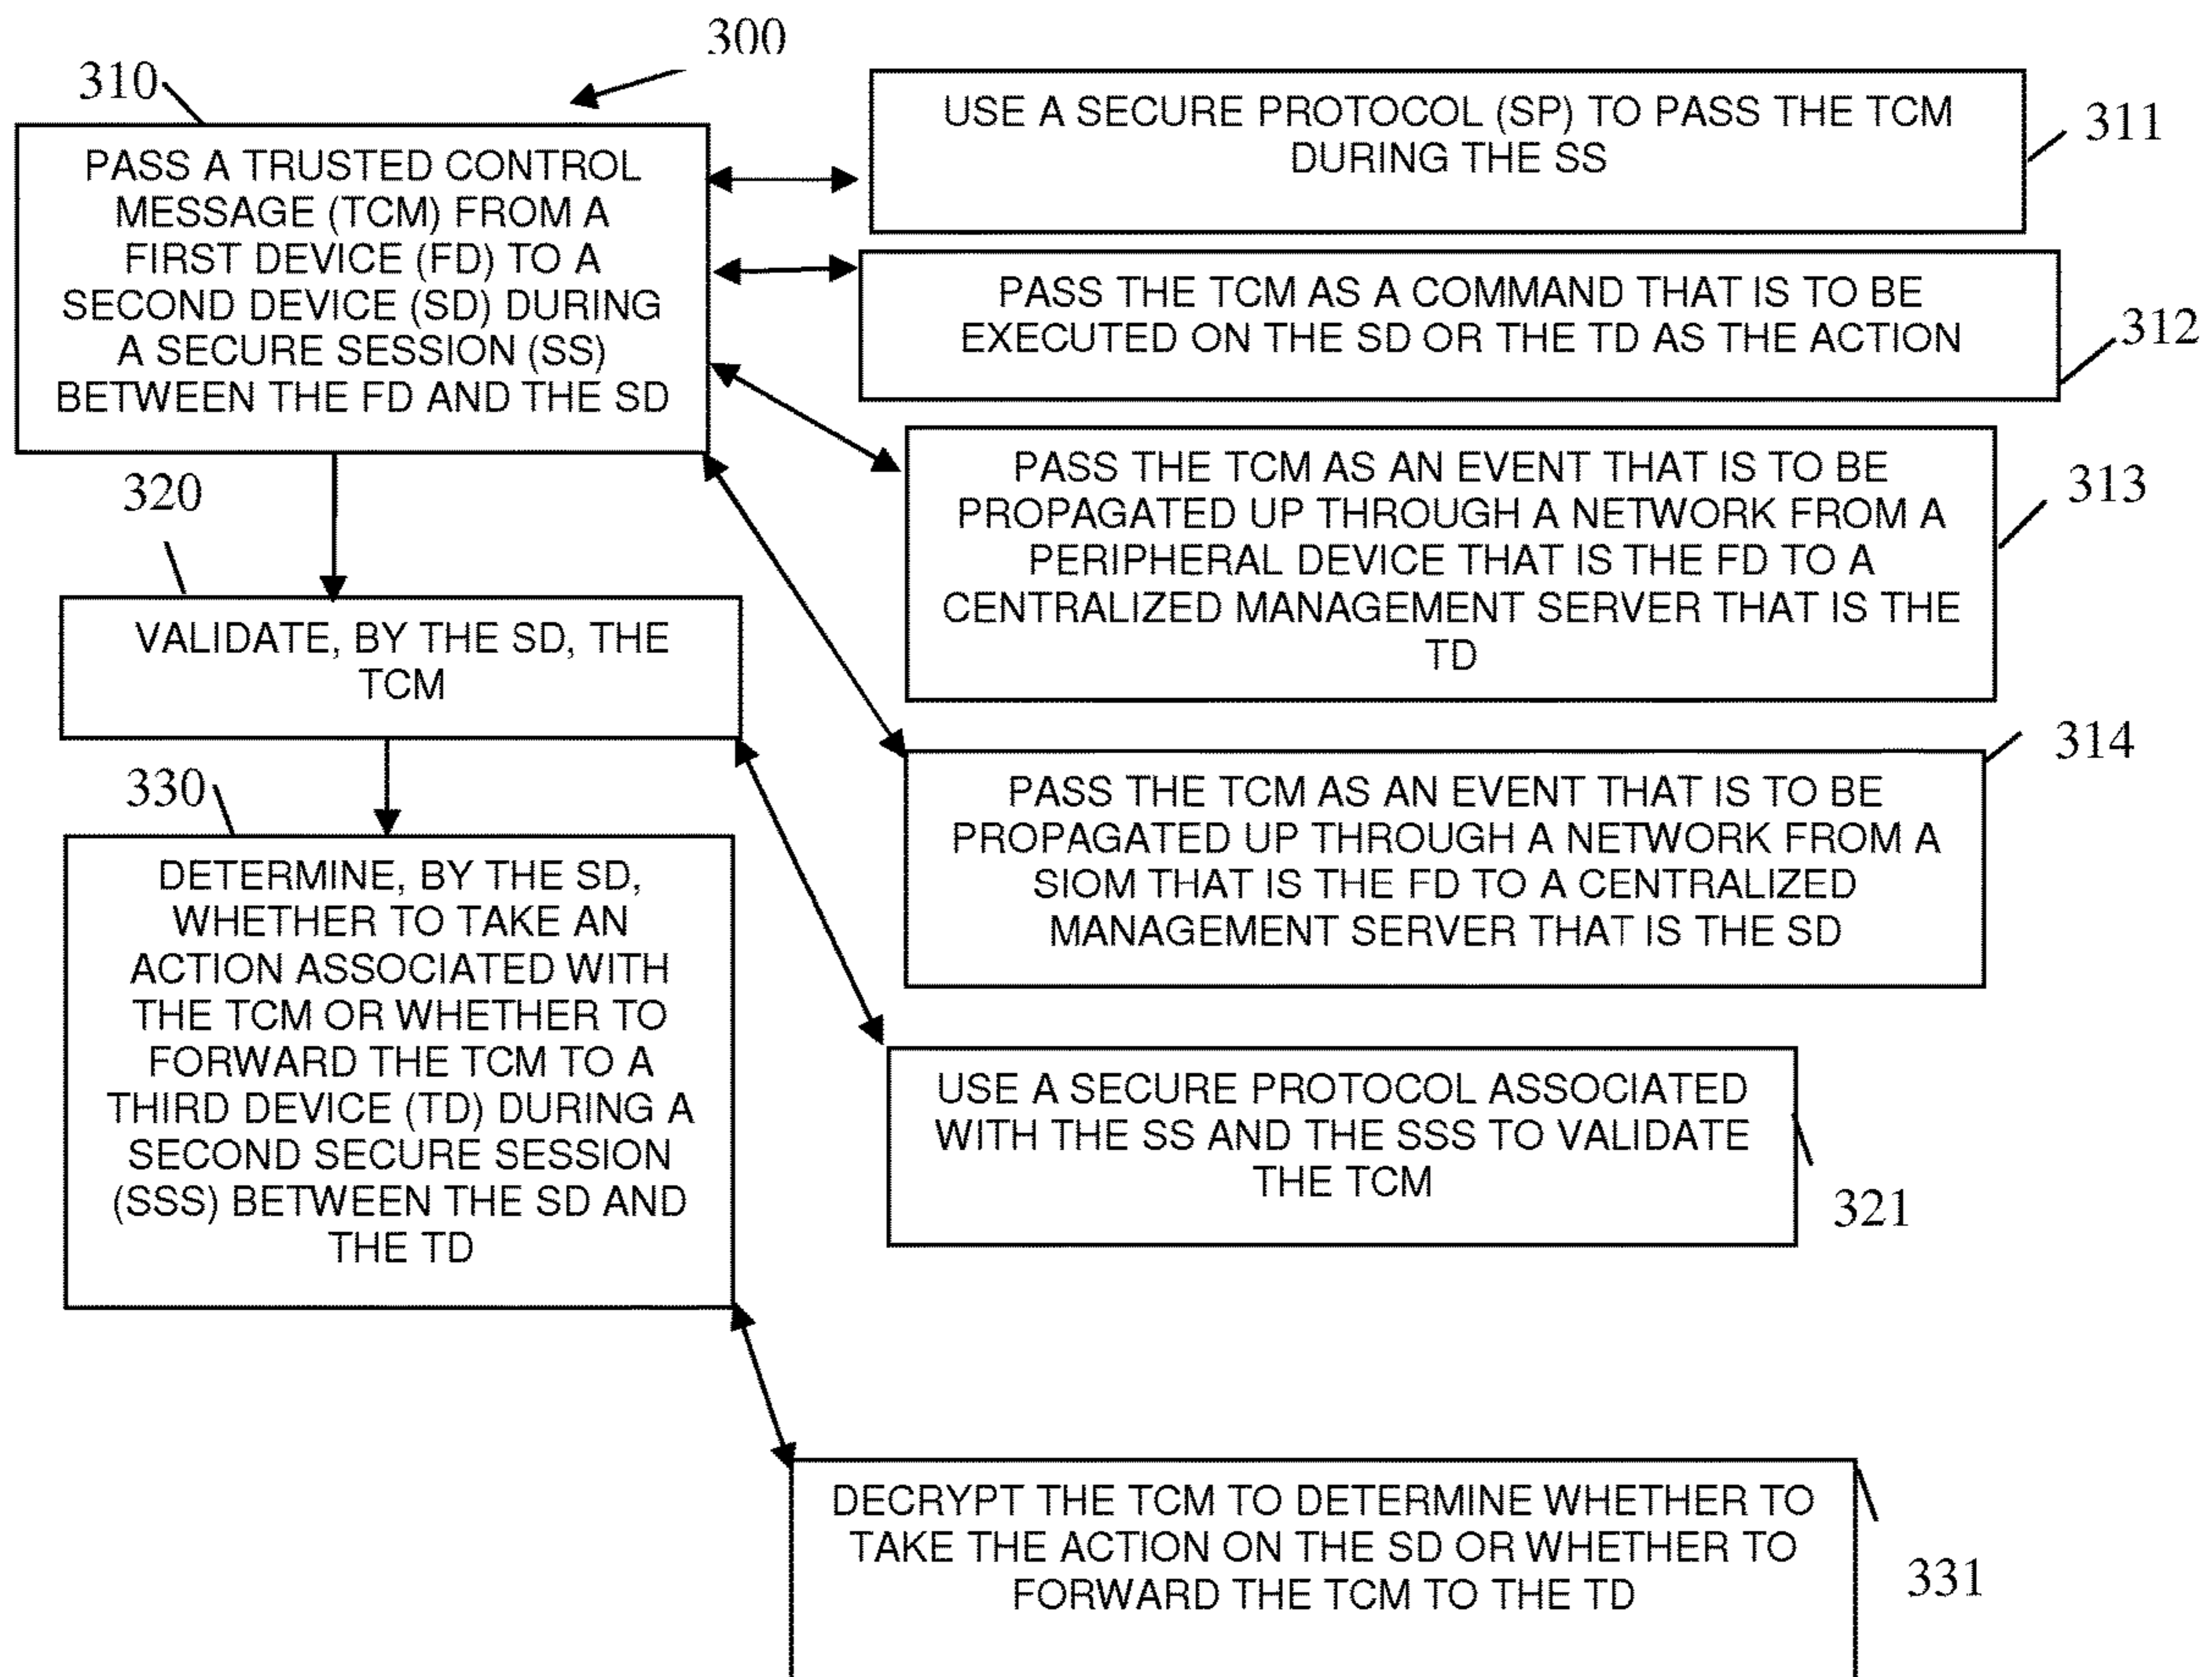 300
310
PASS A TRUSTED CONTROL
MESSAGE (TCM) FROM A
FIRST DEVICE (FD) TO A
SECOND DEVICE (SD) DURING
A SECURE SESSION (SS)
BETWEEN THE FD AND THE SD
USE A SECURE PROTOCOL (SP) TO PASS THE TCM
DURING THE SS
311
PASS THE TCM AS A COMMAND THAT IS TO BE
EXECUTED ON THE SD OR THE TD AS THE ACTION
312
PASS THE TCM AS AN EVENT THAT IS TO BE
PROPAGATED UP THROUGH A NETWORK FROM A
PERIPHERAL DEVICE THAT IS THE FD TO A
CENTRALIZED MANAGEMENT SERVER THAT IS THE
TD
313
PASS THE TCM AS AN EVENT THAT IS TO BE
PROPAGATED UP THROUGH A NETWORK FROM A
SIOM THAT IS THE FD TO A CENTRALIZED
MANAGEMENT SERVER THAT IS THE SD
314
320
VALIDATE, BY THE SD, THE
TCM
USE A SECURE PROTOCOL ASSOCIATED
WITH THE SS AND THE SSS TO VALIDATE
THE TCM
321
330
DETERMINE, BY THE SD,
WHETHER TO TAKE AN
ACTION ASSOCIATED WITH
THE TCM OR WHETHER TO
FORWARD THE TCM TO A
THIRD DEVICE (TD) DURING A
SECOND SECURE SESSION
(SSS) BETWEEN THE SD AND
THE TD
DECRYPT THE TCM TO DETERMINE WHETHER TO
TAKE THE ACTION ON THE SD OR WHETHER TO
FORWARD THE TCM TO THE TD
331